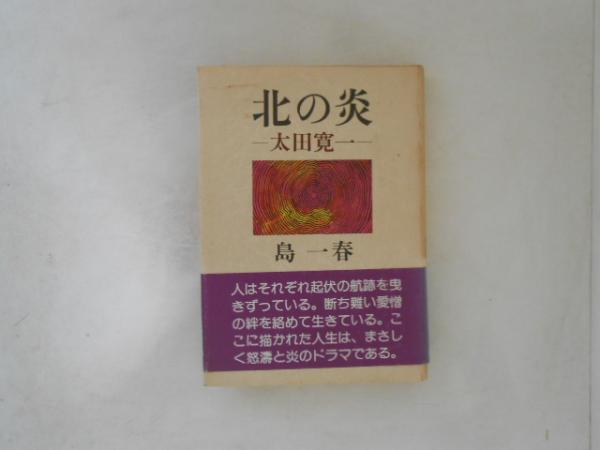 北の炎
—太田寛一—
島 一春
人はそれぞれ起伏の航跡を曳
きずっている。断ち難い愛憎
の絆を絡めて生きている。こ
こに描かれた人生は、まさし
く怒濤と炎のドラマである。